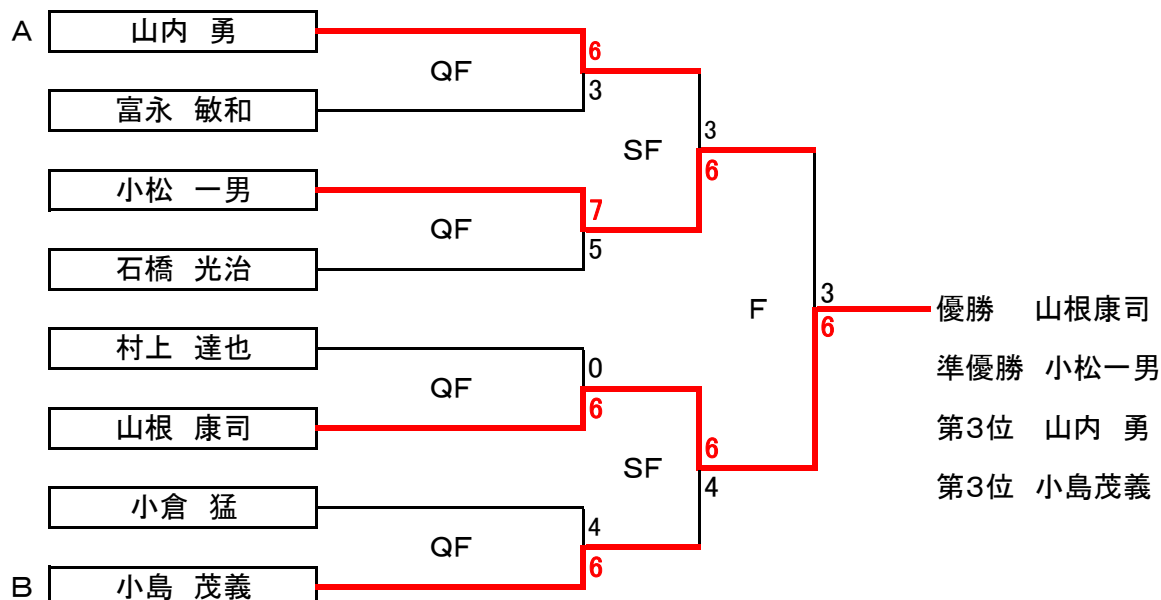 A 山内 勇
6
QF
3
富永 敏和
3
SF
6
小松 一男
7
QF
5
石橋 光治
F
3
優勝 山根康司
6
村上 達也
0
準優勝 小松一男
QF
6
山根 康司
6
第3位 山内 勇
SF
4
第3位 小島茂義
小倉 猛
4
QF
6
B 小島 茂義